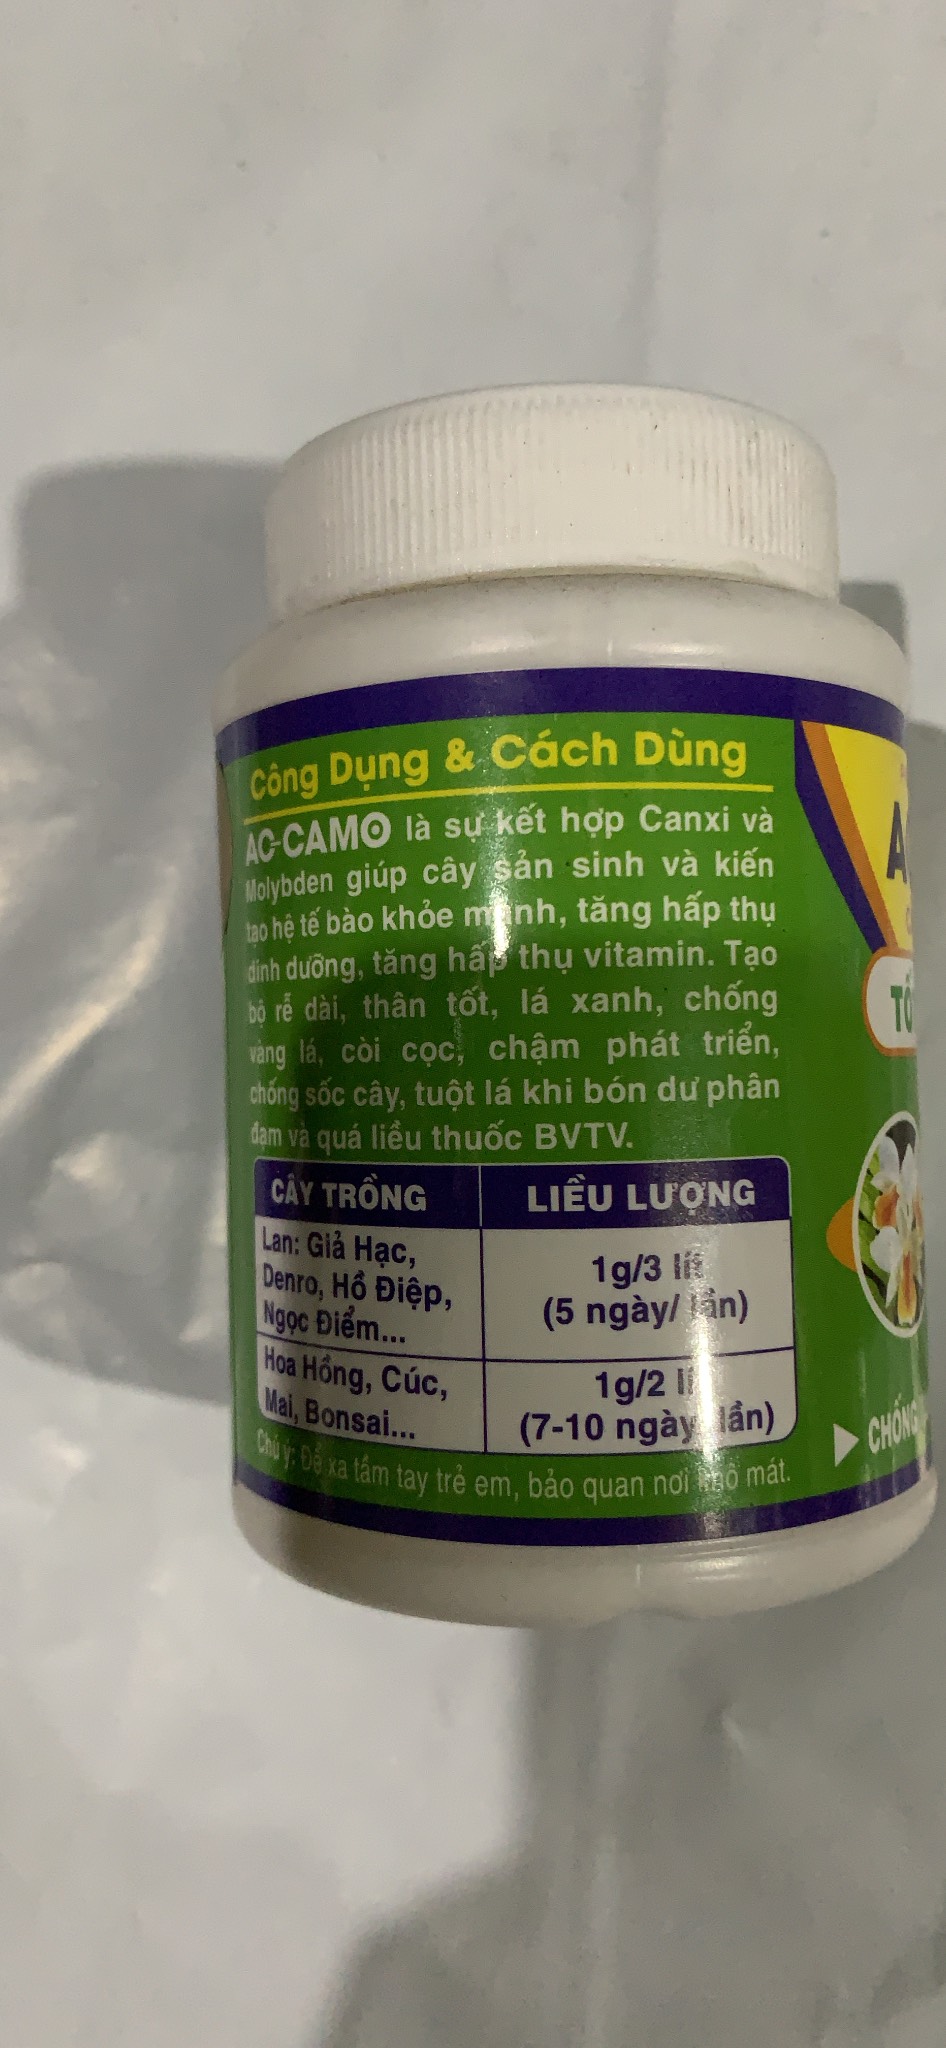 Công Dụng & Cách Dùng
AC-CAMO là sự kết hợp Canxi và
Molybden giúp cây sản sinh và kiến
tạo hệ tế bào khỏe mạnh, tăng hấp thụ
dinh dưỡng, tăng hấp thụ vitamin. Tạo
bộ rễ dài, thân tốt, lá xanh, chống
vàng lá, còi cọc, chậm phát triển,
chống sốc cây, tuột lá khi bón dư phân
đạm và quá liều thuốc BVTV.
CÂY TRỒNG LIỀU LƯỢNG
Lan: Giả Hạc,
Denro, Hồ Điệp,
Ngọc Điểm...
1g/3 lít
(5 ngày/ lần)
Hoa Hồng, Cúc,
Mai, Bonsai...
1g/2 lít
(7-10 ngày/ lần)
Chú ý: Để xa tầm tay trẻ em, bảo quan nơi khô mát.
CHỐNG